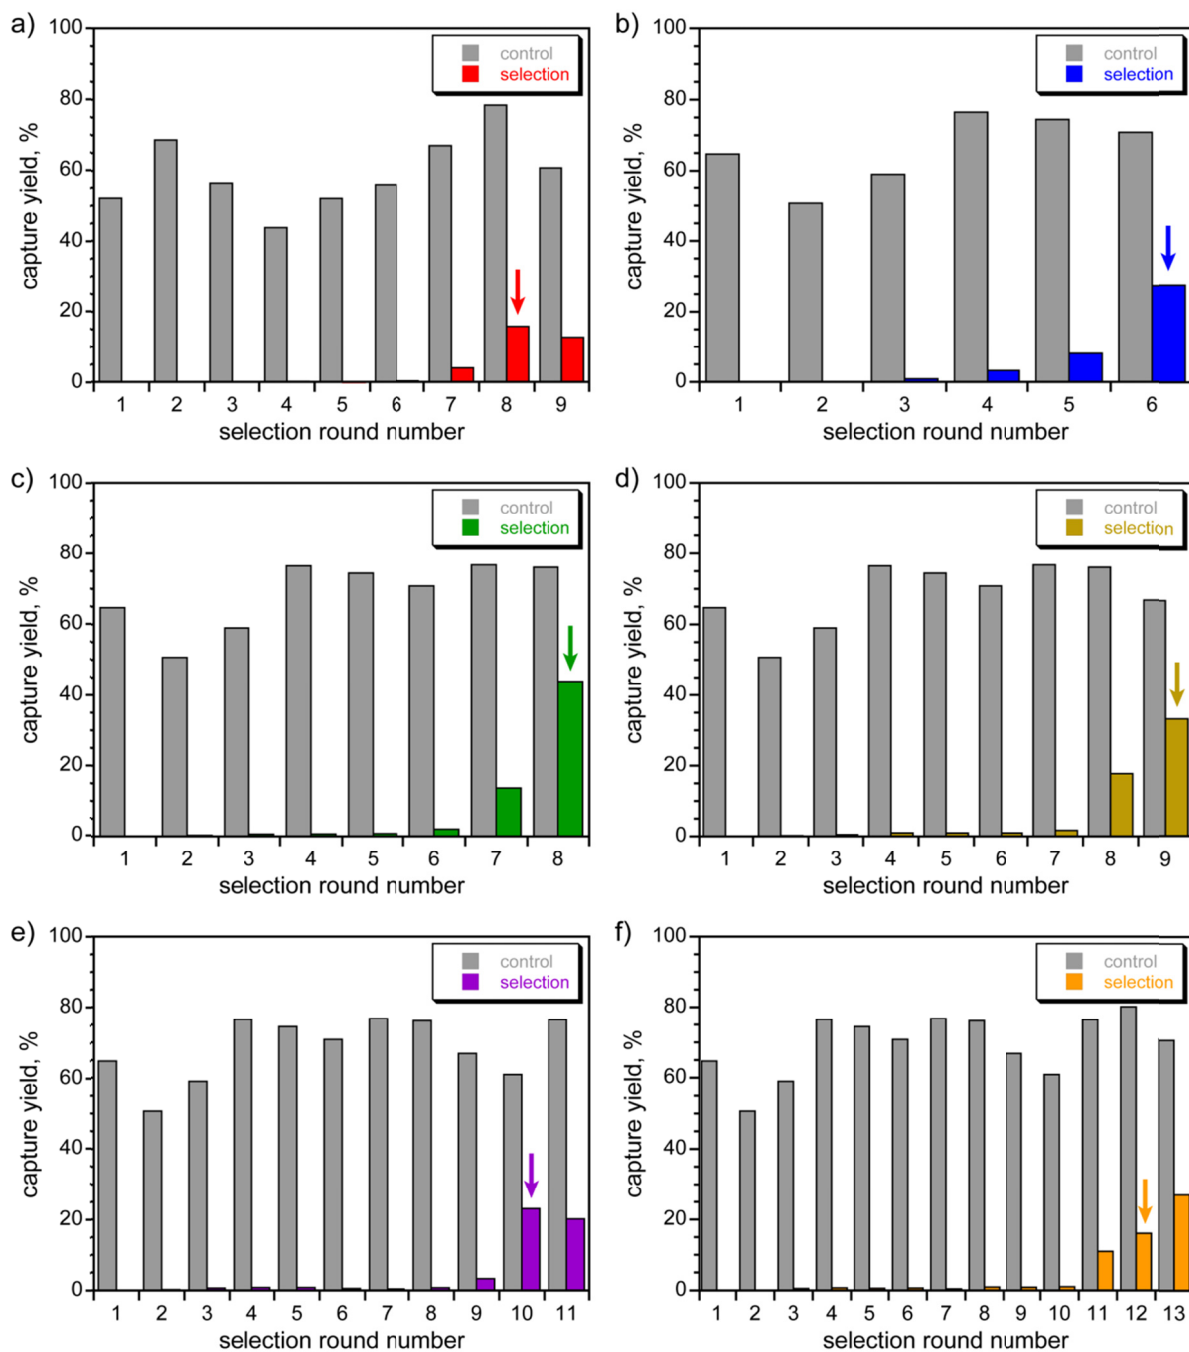 a)
100
80
60
40
20
0
capture yield, %
control
selection
1 2 3 4 5 6 7 8 9
selection round number
b)
100
80
60
40
20
0
capture yield, %
control
selection
1 2 3 4 5 6
selection round number
c)
100
80
60
40
20
0
capture yield, %
control
selection
1 2 3 4 5 6 7 8
selection round number
d)
100
80
60
40
20
0
capture yield, %
control
selection
1 2 3 4 5 6 7 8 9
selection round number
e)
100
80
60
40
20
0
capture yield, %
control
selection
1 2 3 4 5 6 7 8 9 10 11
selection round number
f)
100
80
60
40
20
0
capture yield, %
control
selection
1 2 3 4 5 6 7 8 9 10 11 12 13
selection round number